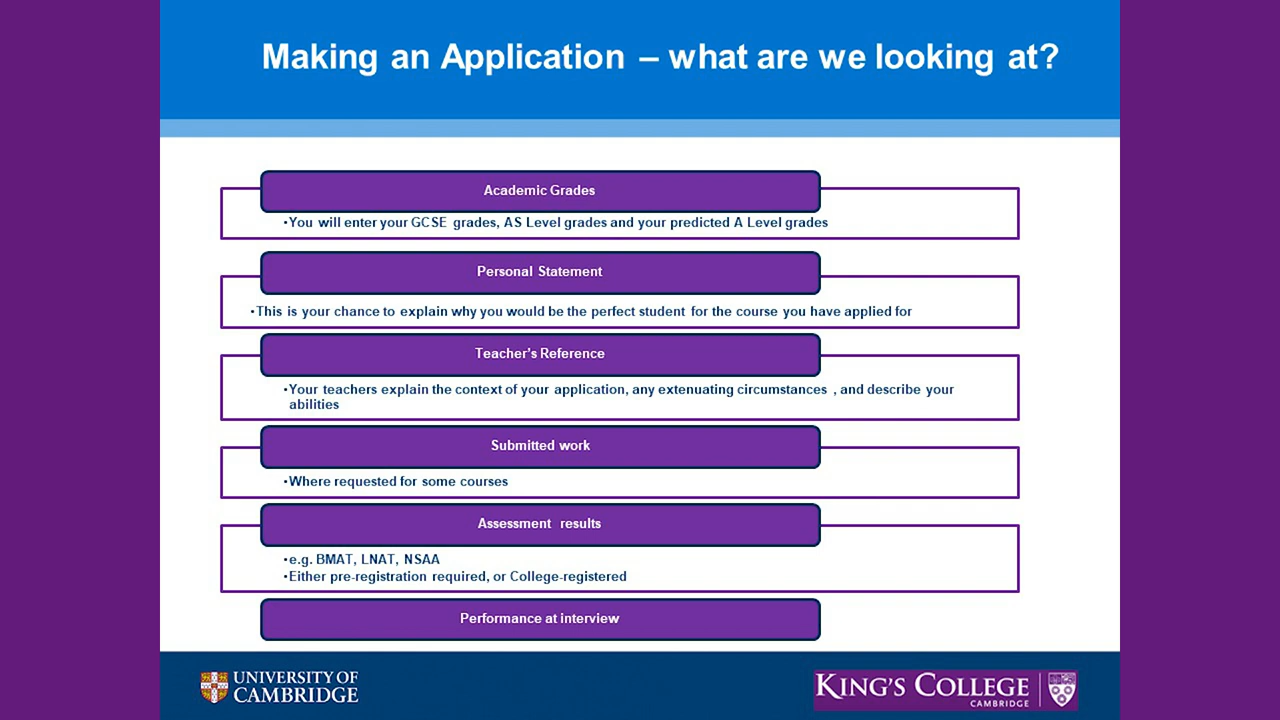 Making an Application – what are we looking at?
Academic Grades
•You will enter your GCSE grades, AS Level grades and your predicted A Level grades
Personal Statement
•This is your chance to explain why you would be the perfect student for the course you have applied for
Teacher's Reference
•Your teachers explain the context of your application, any extenuating circumstances , and describe your
abilities
Submitted work
•Where requested for some courses
Assessment results
•e.g. BMAT, LNAT, NSAA
•Either pre-registration required, or College-registered
Performance at interview
UNIVERSITY OF
CAMBRIDGE
KING'S COLLEGE
CAMBRIDGE